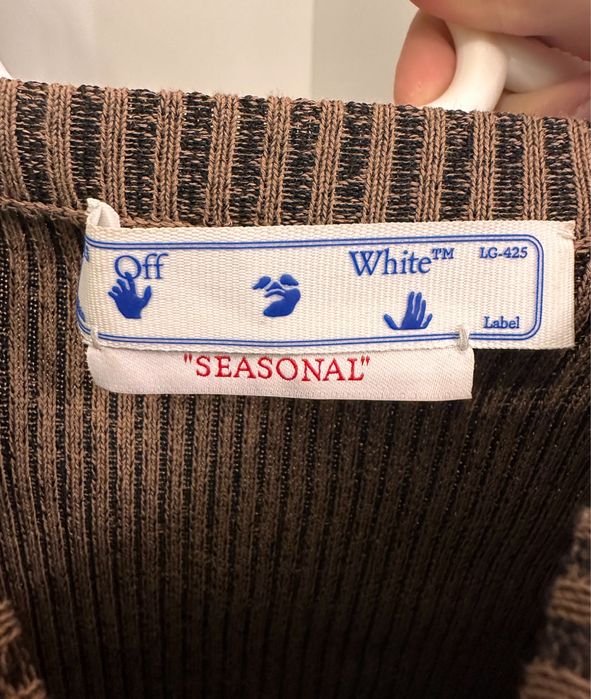 Off White™ LG-425
Label
"SEASONAL"